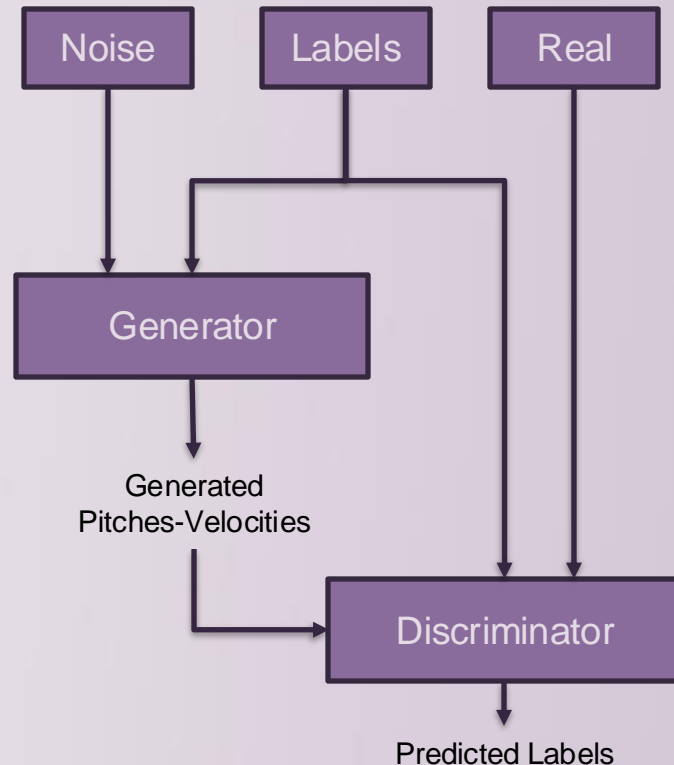 Noise
Labels
Real
Generator
Generated
Pitches-Velocities
Discriminator
Predicted Labels